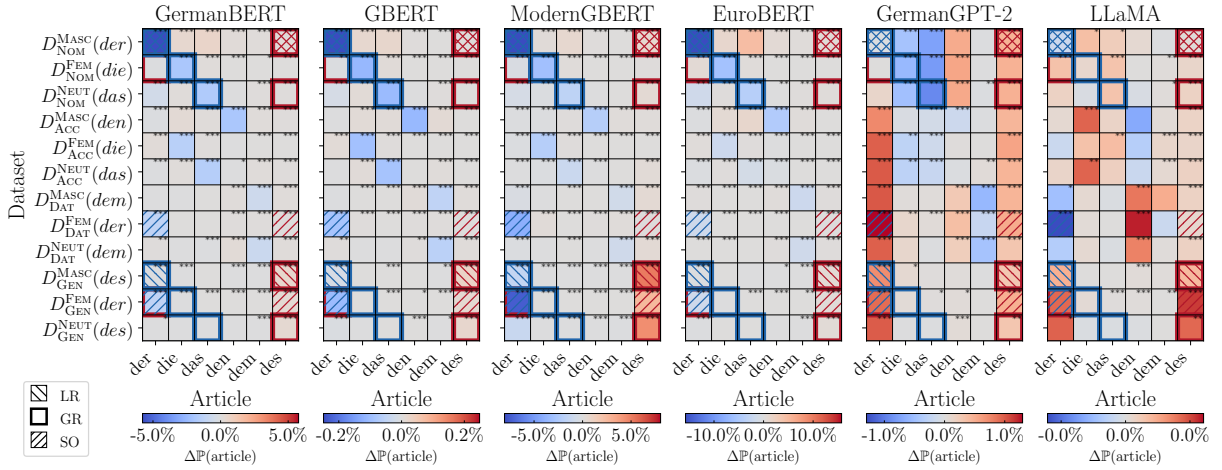 GermanBERT GBERT ModernGBERT EuroBERT GermanGPT-2 LLaMA
Dataset
D^MASC_NOM(der)
D^FEM_NOM(die)
D^NEUT_NOM(das)
D^MASC_ACC(den)
D^FEM_ACC(die)
D^NEUT_ACC(das)
D^MASC_DAT(dem)
D^FEM_DAT(der)
D^NEUT_DAT(dem)
D^MASC_GEN(des)
D^FEM_GEN(der)
D^NEUT_GEN(des)
der die das den dem des der die das den dem des der die das den dem des der die das den dem des der die das den dem des der die das den dem des
Article Article Article Article Article Article
LR
GR
SO
-5.0% 0.0% 5.0% -0.2% 0.0% 0.2% -5.0% 0.0% 5.0% -10.0% 0.0% 10.0% -1.0% 0.0% 1.0% -0.0% 0.0% 0.0%
ΔℙP(article) ΔℙP(article) ΔℙP(article) ΔℙP(article) ΔℙP(article) ΔℙP(article)